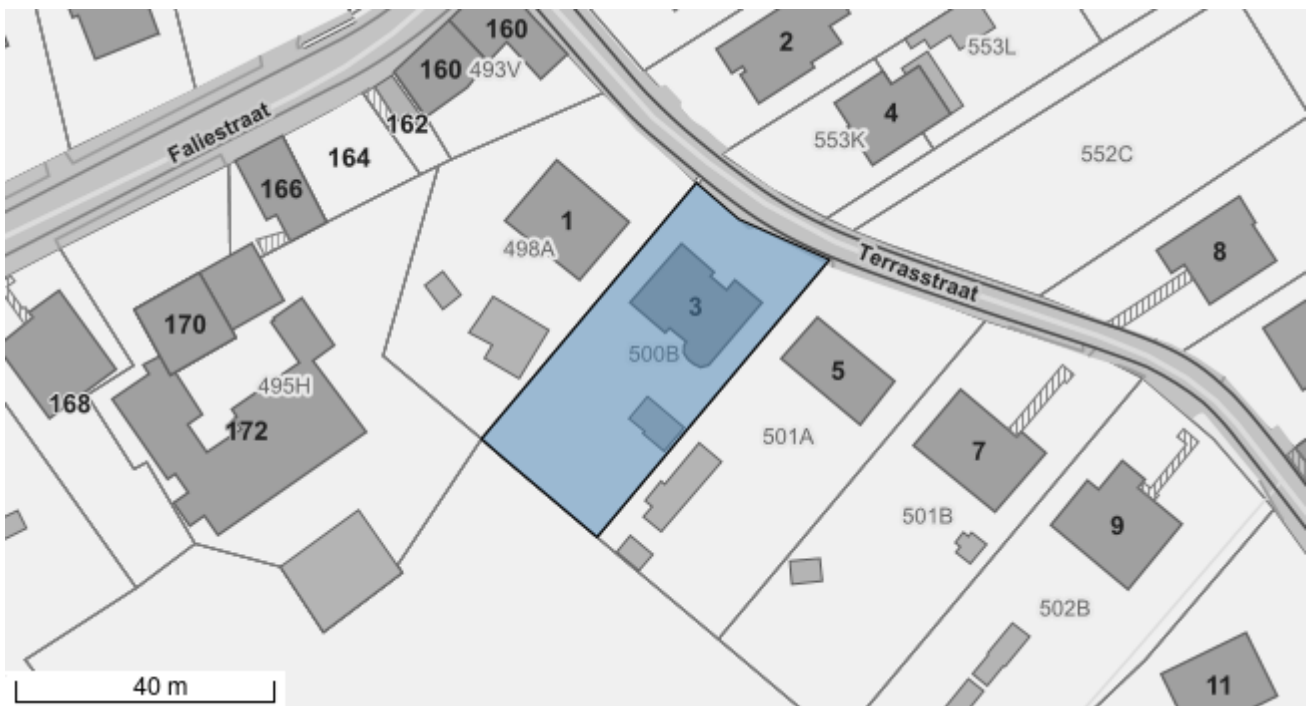 160
2
553L
160
493V
4
162
Faliestraat
553K
164
552C
166
1
498A
8
Terrasstraat
3
170
500B
5
495H
168
172
501A
7
501B
9
502B
40 m
11